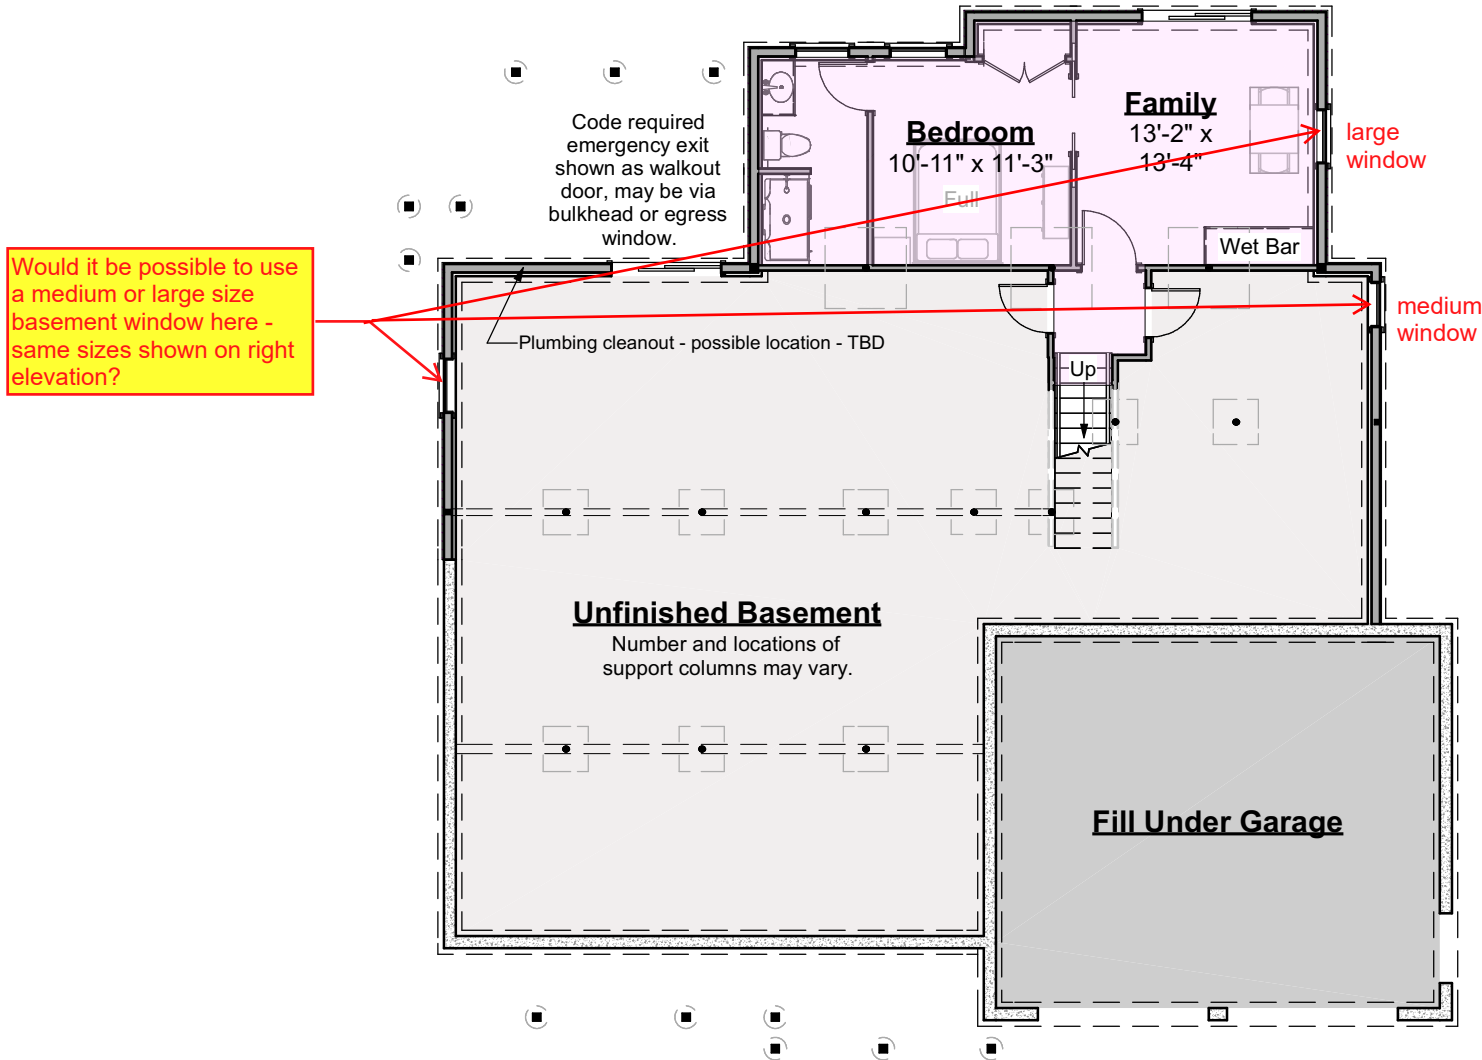 Code required
emergency exit
shown as walkout
door, may be via
bulkhead or egress
window.
Bedroom
10'-11" x 11'-3"
Full
Family
13'-2" x
13'-4"
large
window
Wet Bar
Would it be possible to use
a medium or large size
basement window here -
same sizes shown on right
elevation?
medium
window
Plumbing cleanout - possible location - TBD
Up
Unfinished Basement
Number and locations of
support columns may vary.
Fill Under Garage